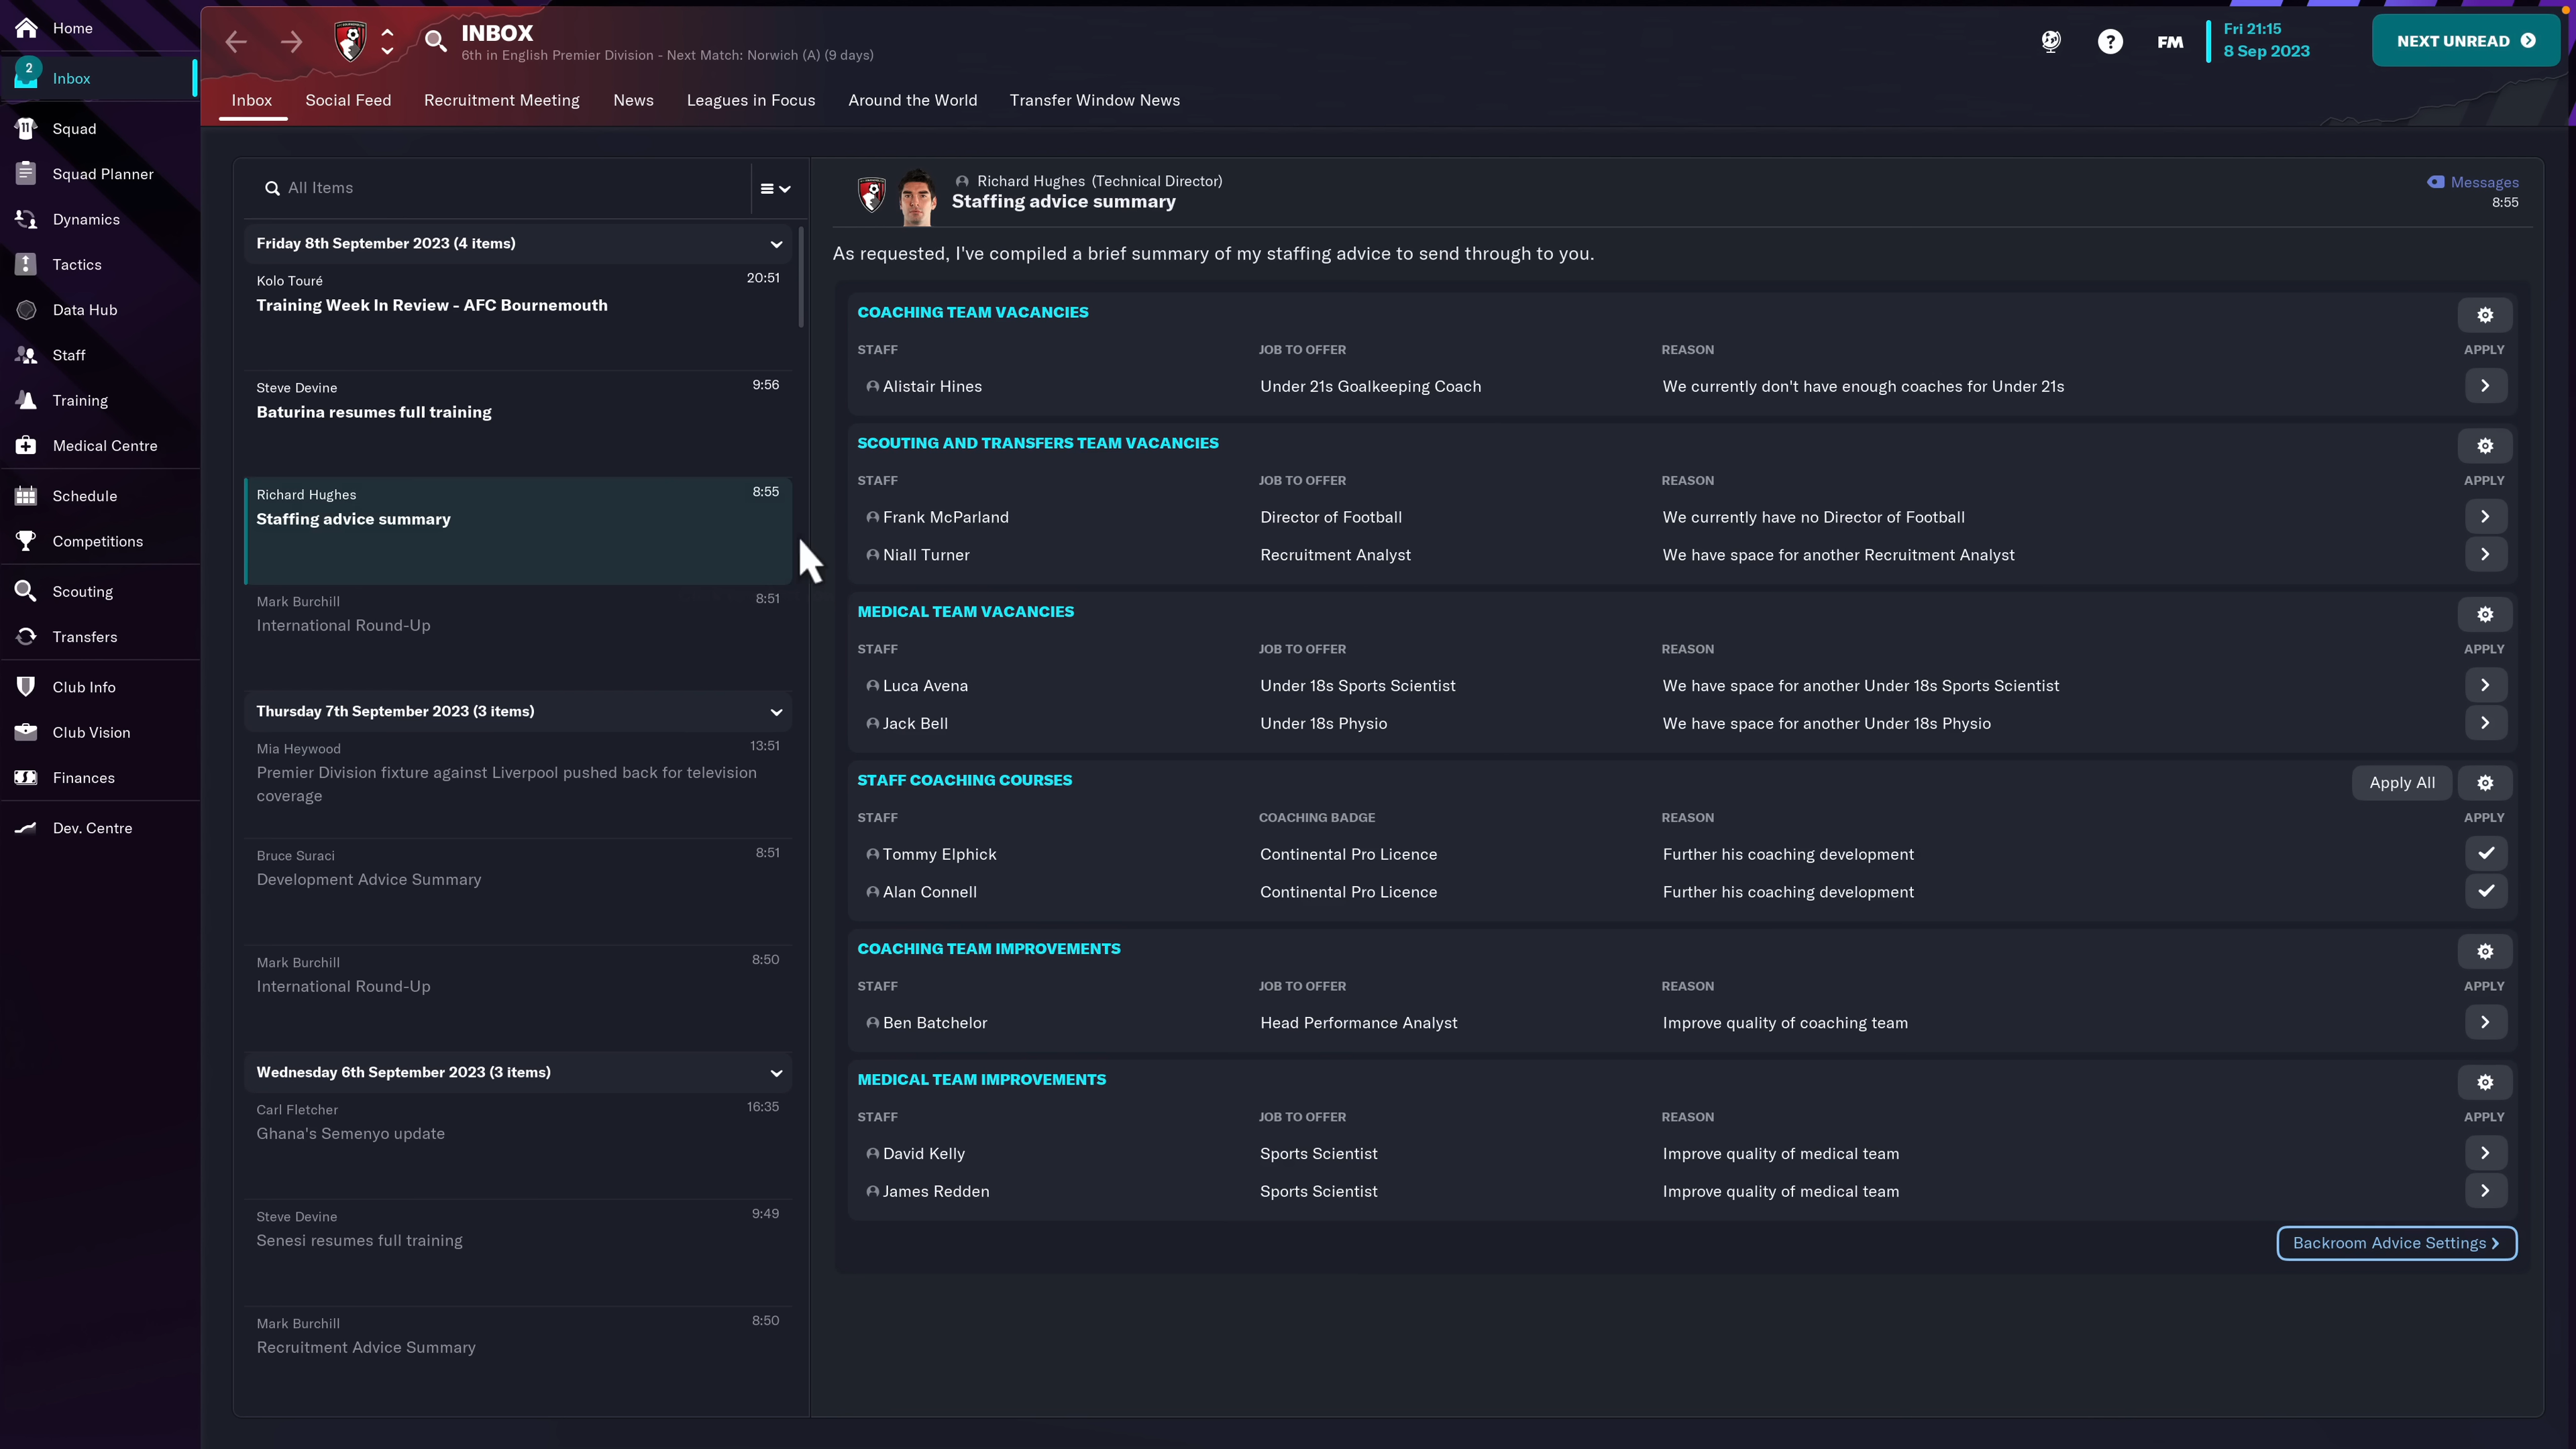 Home
2
Inbox
Squad
Squad Planner
Dynamics
Tactics
Data Hub
Staff
Training
Medical Centre
Schedule
Competitions
Scouting
Transfers
Club Info
Club Vision
Finances
Dev. Centre
INBOX
6th in English Premier Division - Next Match: Norwich (A) (9 days)
? FM
Fri 21:15
8 Sep 2023
NEXT UNREAD
Inbox Social Feed Recruitment Meeting News Leagues in Focus Around the World Transfer Window News
All Items
Friday 8th September 2023 (4 items)
Kolo Touré 20:51
Training Week In Review - AFC Bournemouth
Steve Devine 9:56
Baturina resumes full training
Richard Hughes 8:55
Staffing advice summary
Mark Burchill 8:51
International Round-Up
Thursday 7th September 2023 (3 items)
Mia Heywood 13:51
Premier Division fixture against Liverpool pushed back for television
coverage
Bruce Suraci 8:51
Development Advice Summary
Mark Burchill 8:50
International Round-Up
Wednesday 6th September 2023 (3 items)
Carl Fletcher 16:35
Ghana's Semenyo update
Steve Devine 9:49
Senesi resumes full training
Mark Burchill 8:50
Recruitment Advice Summary
Richard Hughes (Technical Director)
Staffing advice summary
Messages
8:55
As requested, I've compiled a brief summary of my staffing advice to send through to you.
COACHING TEAM VACANCIES
STAFF JOB TO OFFER REASON APPLY
Alistair Hines Under 21s Goalkeeping Coach We currently don't have enough coaches for Under 21s
SCOUTING AND TRANSFERS TEAM VACANCIES
STAFF JOB TO OFFER REASON APPLY
Frank McParland Director of Football We currently have no Director of Football
Niall Turner Recruitment Analyst We have space for another Recruitment Analyst
MEDICAL TEAM VACANCIES
STAFF JOB TO OFFER REASON APPLY
Luca Avena Under 18s Sports Scientist We have space for another Under 18s Sports Scientist
Jack Bell Under 18s Physio We have space for another Under 18s Physio
STAFF COACHING COURSES Apply All
STAFF COACHING BADGE REASON APPLY
Tommy Elphick Continental Pro Licence Further his coaching development
Alan Connell Continental Pro Licence Further his coaching development
COACHING TEAM IMPROVEMENTS
STAFF JOB TO OFFER REASON APPLY
Ben Batchelor Head Performance Analyst Improve quality of coaching team
MEDICAL TEAM IMPROVEMENTS
STAFF JOB TO OFFER REASON APPLY
David Kelly Sports Scientist Improve quality of medical team
James Redden Sports Scientist Improve quality of medical team
Backroom Advice Settings